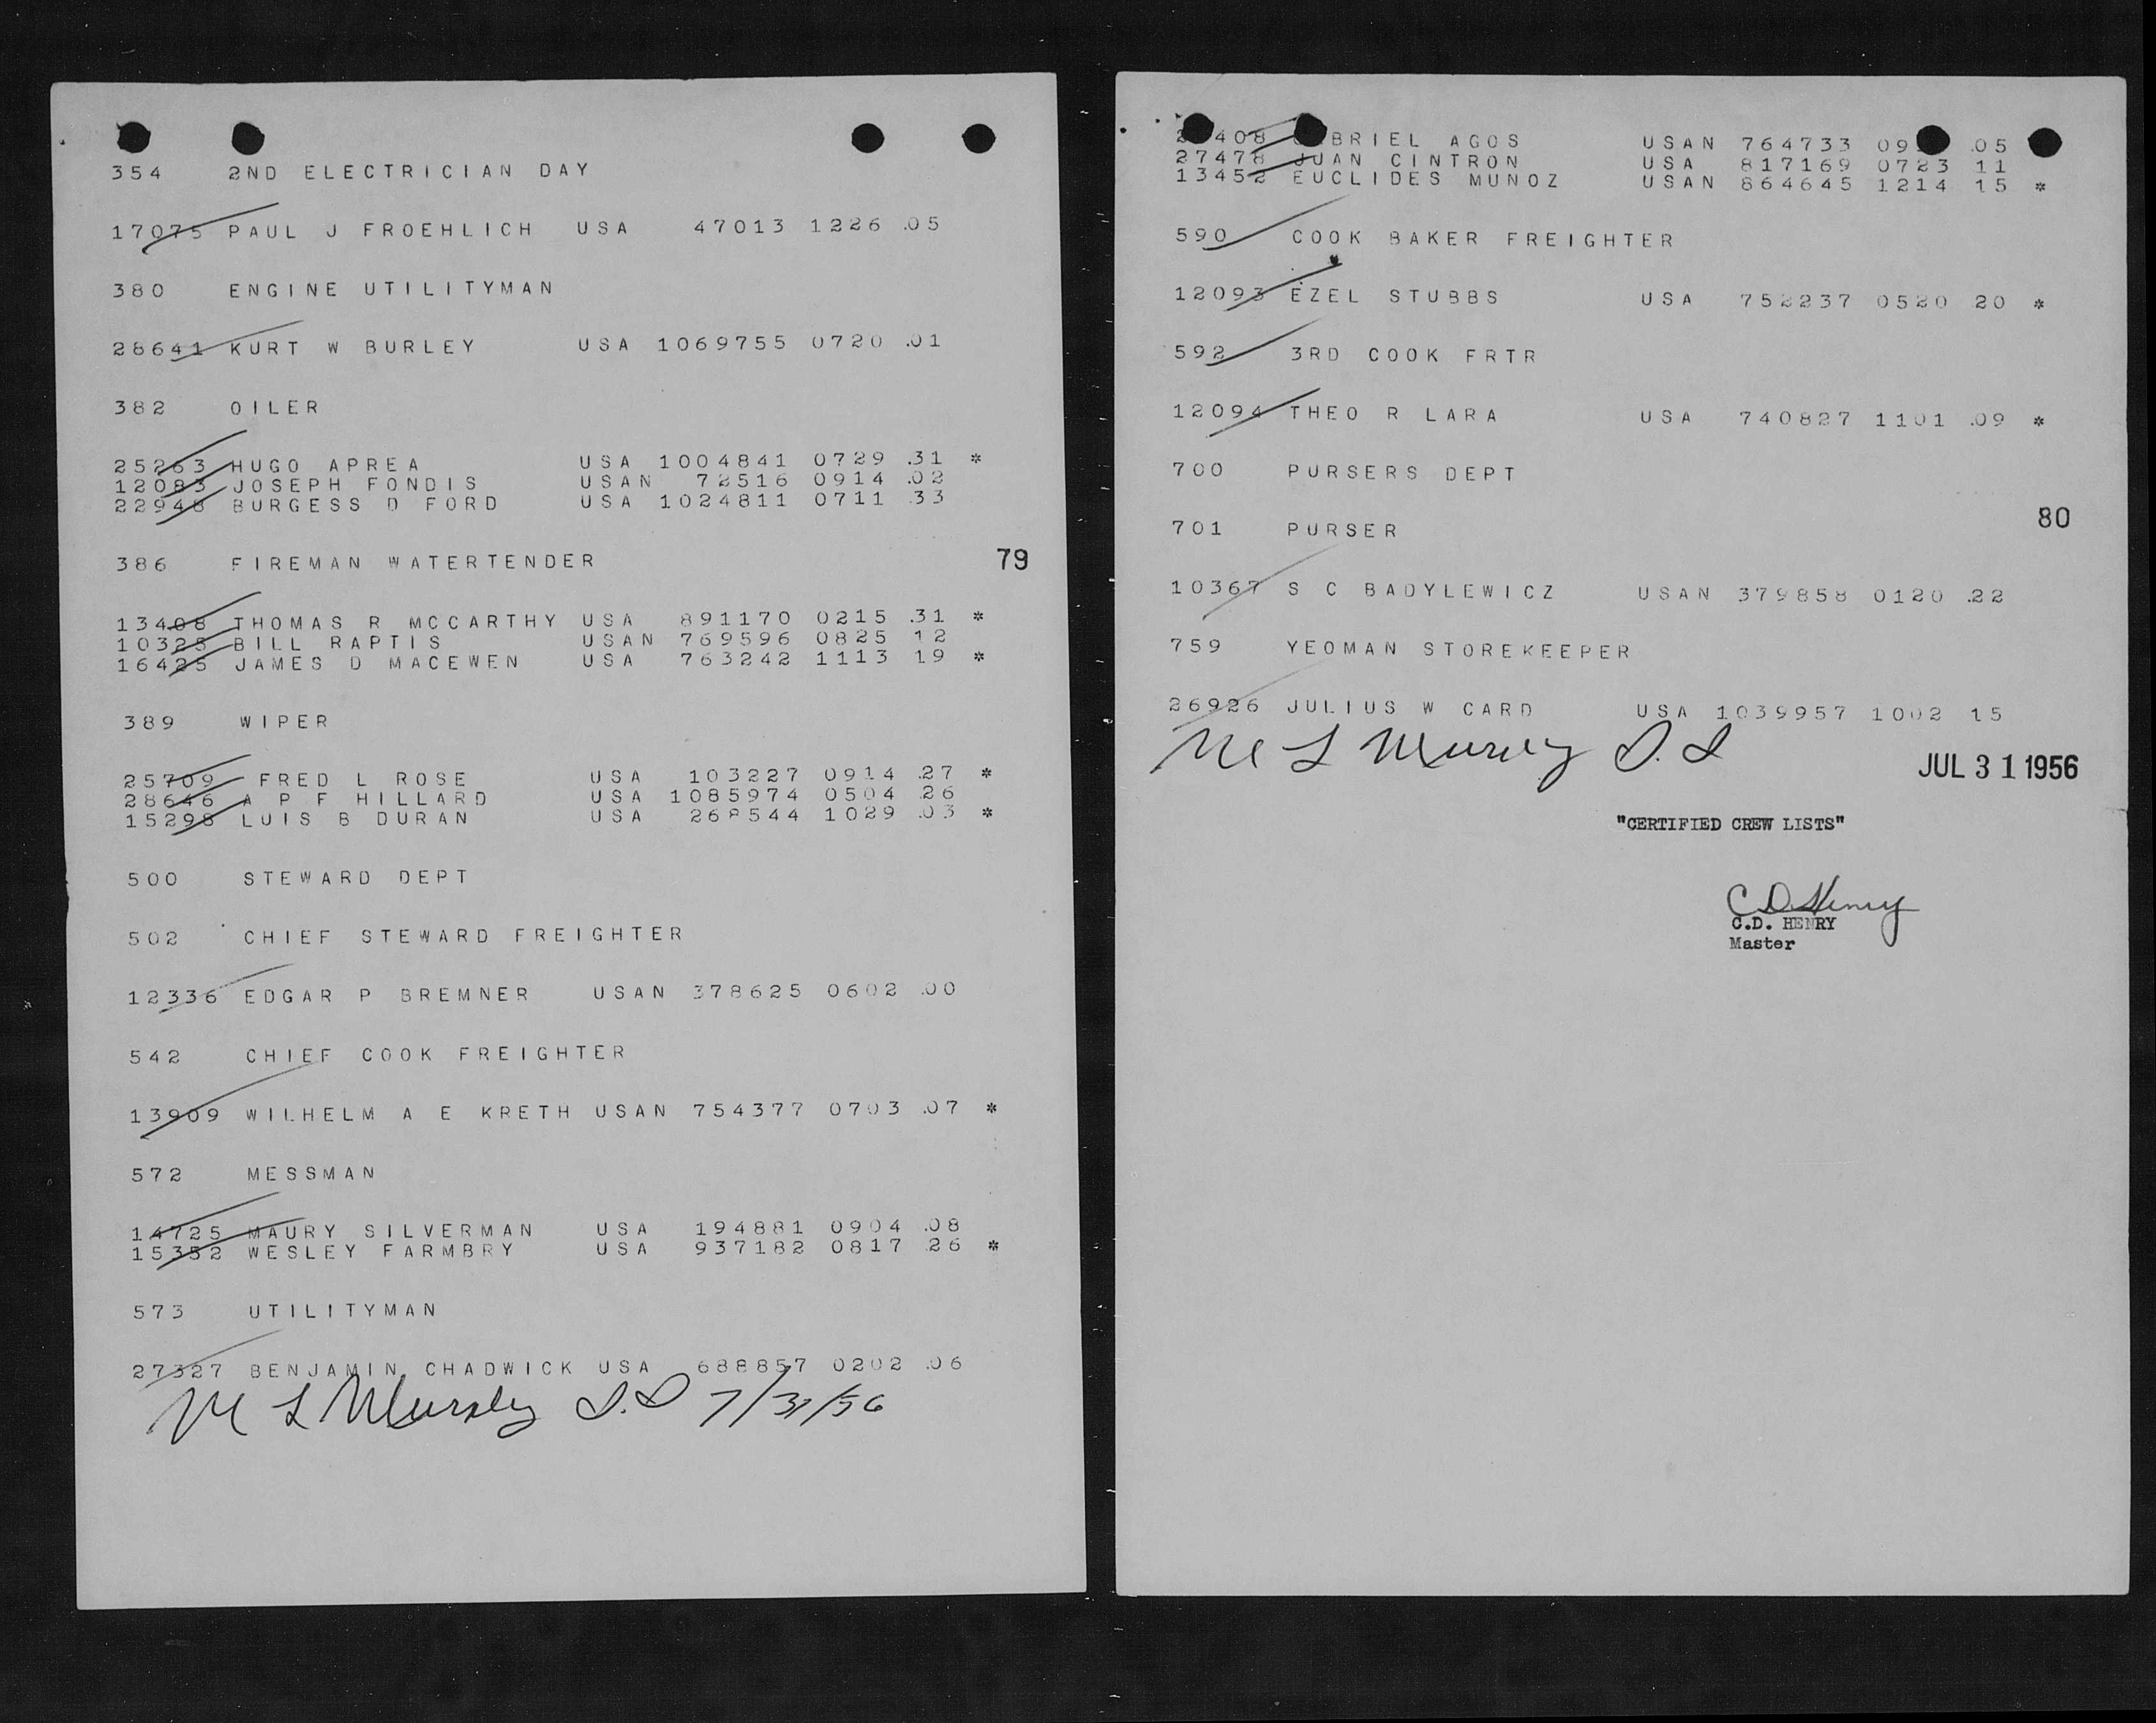 354 2ND ELECTRICIAN DAY
17075 PAUL J FROEHLICH USA 47013 1226 .05
380 ENGINE UTILITYMAN
28641 KURT W BURLEY USA 1069755 0720 .01
382 OILER
25263 HUGO APREA USA 1004841 0729 .31 *
12083 JOSEPH FONDIS USAN 72516 0914 .02
22948 BURGESS D FORD USA 1024811 0711 .33
386 FIREMAN WATERTENDER
79
13408 THOMAS R MCCARTHY USA 891170 0215 .31 *
10328 BILL RAPTIS USAN 769596 0825 12
16425 JAMES D MACEWEN USA 763242 1113 19 *
389 WIPER
25709 FRED L ROSE USA 103227 0914 .27 *
28646 A P F HILLARD USA 1085974 0504 .26
15298 LUIS B DURAN USA 268544 1029 .03 *
500 STEWARD DEPT
502 CHIEF STEWARD FREIGHTER
12336 EDGAR P BREMNER USAN 378625 0602 .00
542 CHIEF COOK FREIGHTER
13909 WILHELM A E KRETH USAN 754377 0703 .07 *
572 MESSMAN
14725 MAURY SILVERMAN USA 194881 0904 .08
15352 WESLEY FARMBRY USA 937182 0817 .26 *
573 UTILITYMAN
27327 BENJAMIN CHADWICK USA 688857 0202 .06
M L 7/31/56
408 BRIEL AGOS USAN 764733 09 .05
27478 JUAN CINTRON USA 817169 0723 11
13452 EUCLIDES MUNOZ USAN 864645 1214 15 *
590 COOK BAKER FREIGHTER
12093 EZEL STUBBS USA 752237 0520 20 *
592 3RD COOK FRTR
12094 THEO R LARA USA 740827 1101 .09 *
700 PURSERS DEPT
80
701 PURSER
10367 S C BADYLEWICZ USAN 379858 0120 .22
759 YEOMAN STOREKEEPER
26926 JULIUS W CARD USA 1039957 1002 15
M L
JUL 31 1956
"CERTIFIED CREW LISTS"
C D Henry
C.D. HENRY
Master